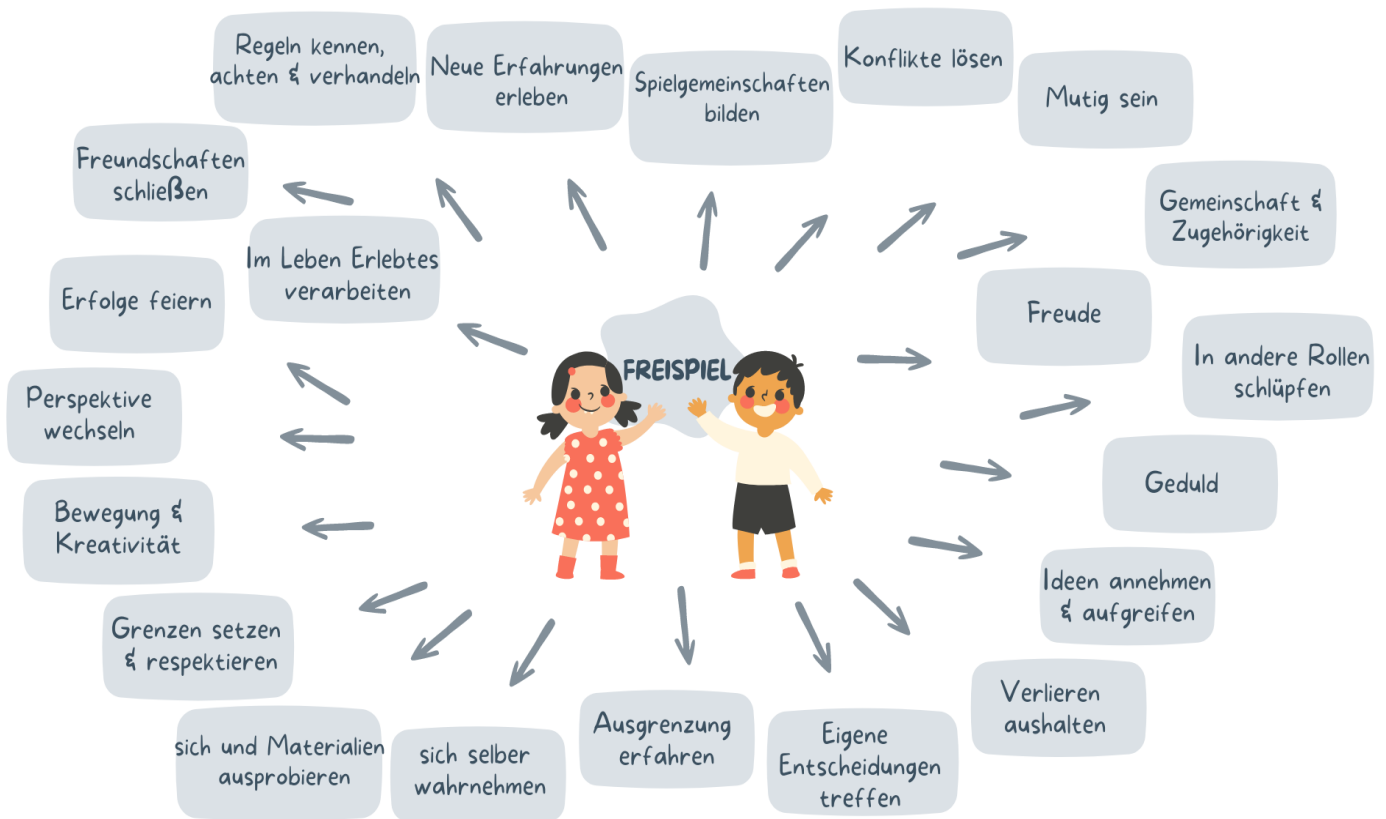 Regeln kennen,
achten & verhandeln
Neue Erfahrungen
erleben
Spielgemeinschaften
bilden
Konflikte lösen
Mutig sein
Freundschaften
schließen
Gemeinschaft &
Zugehörigkeit
Im Leben Erlebtes
verarbeiten
Erfolge feiern
Freude
In andere Rollen
schlüpfen
FREISPIEL
Perspektive
wechseln
Geduld
Bewegung &
Kreativität
Ideen annehmen
& aufgreifen
Grenzen setzen
& respektieren
Verlieren
aushalten
sich und Materialien
ausprobieren
sich selber
wahrnehmen
Ausgrenzung
erfahren
Eigene
Entscheidungen
treffen